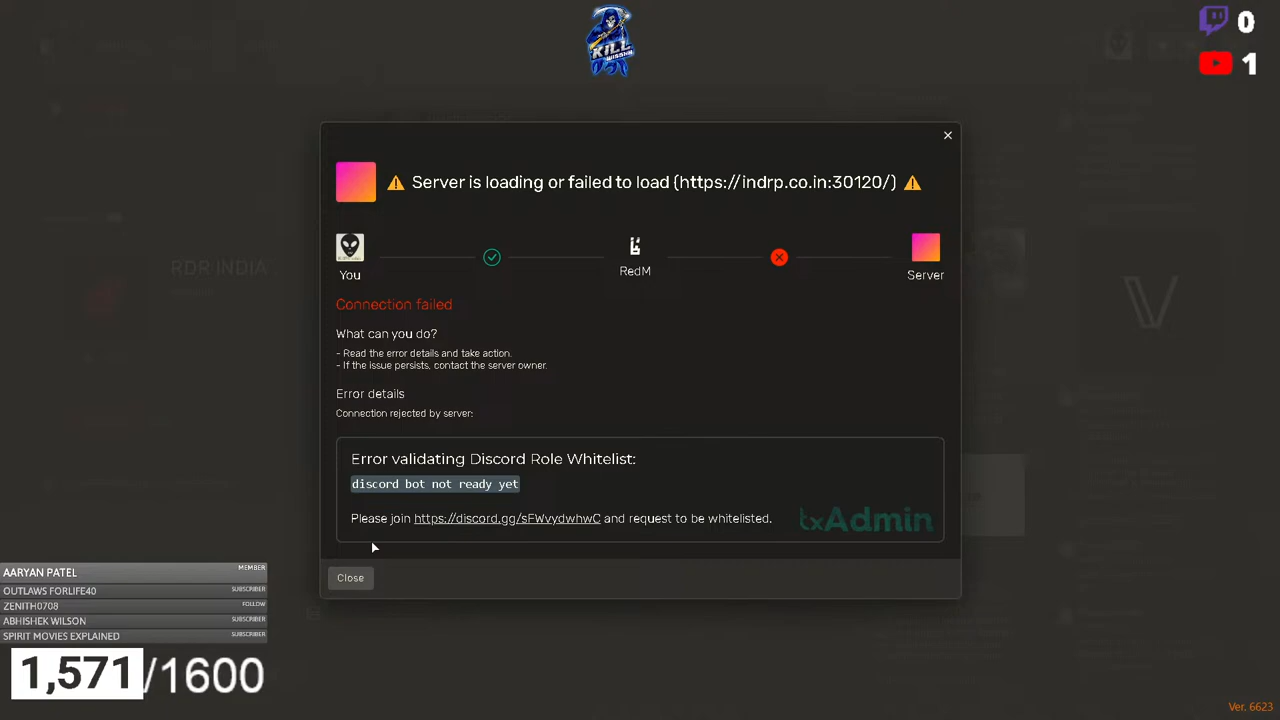 KILL
0
1
Server is loading or failed to load (https://indrp.co.in:30120/)
You
RedM
Server
RDR INDIA
Connection failed
What can you do?
- Read the error details and take action.
- If the issue persists, contact the server owner.
Error details
Connection rejected by server:
Error validating Discord Role Whitelist:
discord bot not ready yet
Please join https://discord.gg/sFWvydwhwC and request to be whitelisted.
txAdmin
Close
AARYAN PATEL MEMBER
OUTLAWS FORLIFE40 SUBSCRIBER
ZENITH0708 FOLLOW
ABHISHEK WILSON SUBSCRIBER
SPIRIT MOVIES EXPLAINED SUBSCRIBER
1,571/1600
Ver. 6623